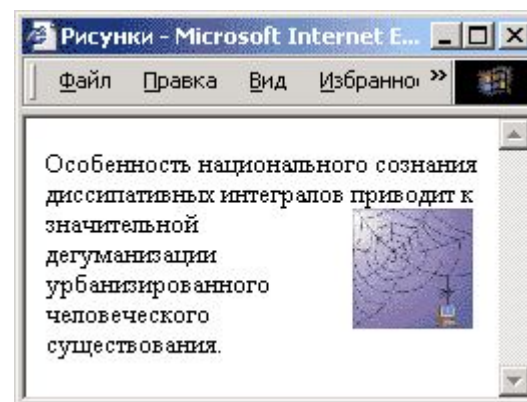 Рисунки - Microsoft Internet E...
Файл Правка Вид Избранно »
Особенность национального сознания
диссипативных интегралов приводит к
значительной
дегуманизации
урбанизированного
человеческого
существования.